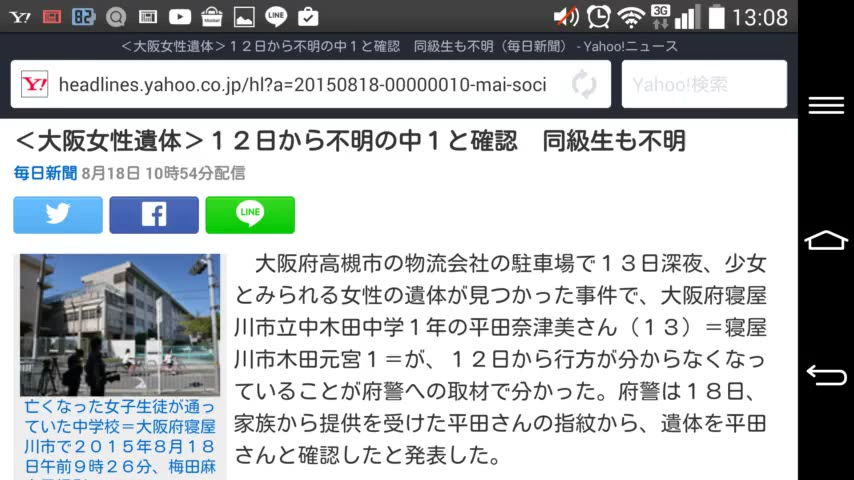 3G
13:08
＜大阪女性遺体＞１２日から不明の中１と確認　同級生も不明（毎日新聞） - Yahoo!ニュース
headlines.yahoo.co.jp/hl?a=20150818-00000010-mai-soci
Yahoo!検索
＜大阪女性遺体＞１２日から不明の中１と確認　同級生も不明
毎日新聞 8月18日 10時54分配信
LINE
大阪府高槻市の物流会社の駐車場で１３日深夜、少女
とみられる女性の遺体が見つかった事件で、大阪府寝屋
川市立中木田中学１年の平田奈津美さん（１３）＝寝屋
川市木田元宮１＝が、１２日から行方が分からなくなっ
ていることが府警への取材で分かった。府警は１８日、
家族から提供を受けた平田さんの指紋から、遺体を平田
さんと確認したと発表した。
亡くなった女子生徒が通っ
ていた中学校＝大阪府寝屋
川市で２０１５年８月１８
日午前９時２６分、梅田麻